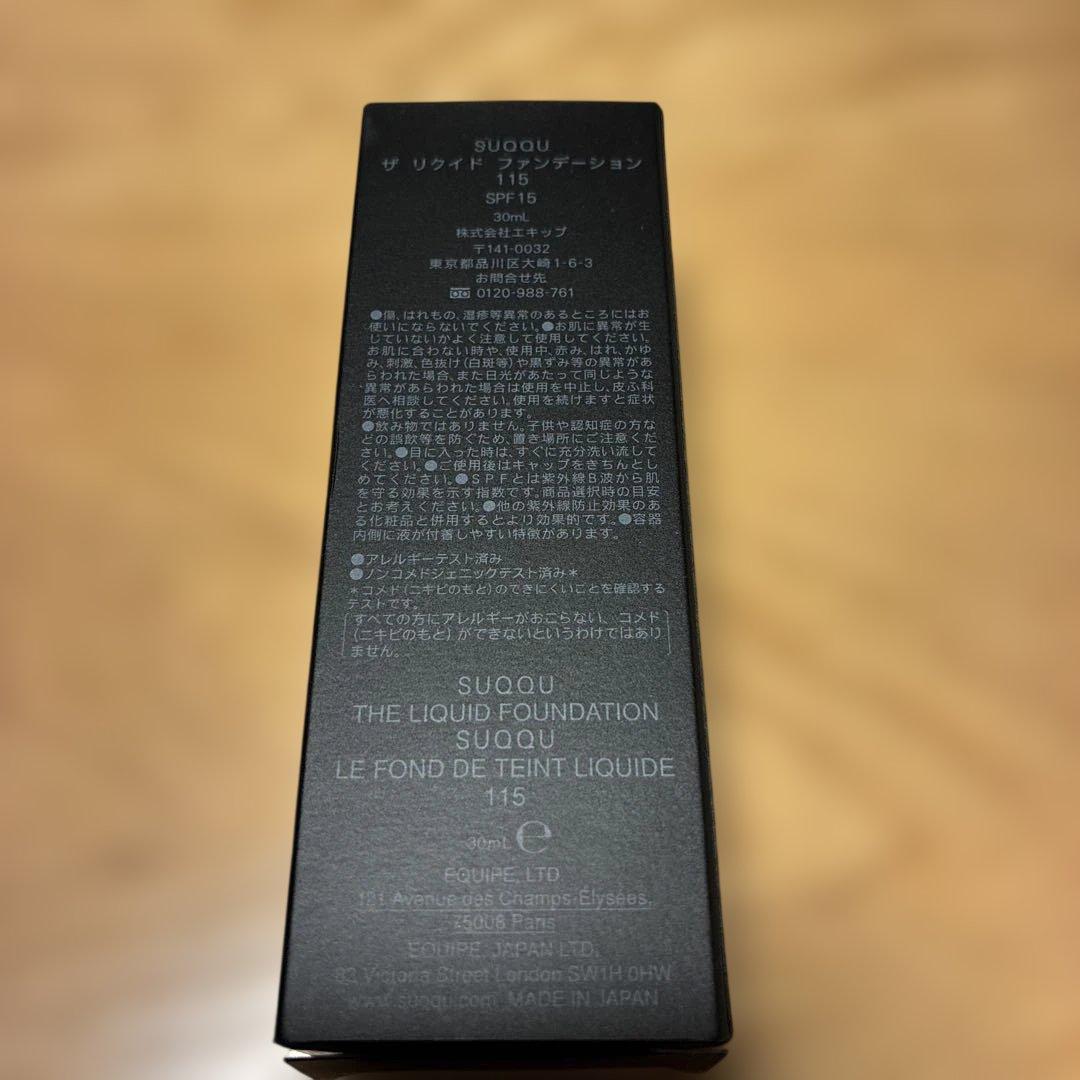 SUQQU
ザ リクイド ファンデーション
115
SPF15
30mL
株式会社エキップ
〒141-0032
東京都品川区大崎1-6-3
お問合せ先
0120-988-761
●傷、はれもの、湿疹等異常のあるところにはお
使いにならないでください。●お肌に異常が生
じていないかよく注意して使用してください。
お肌に合わない時や、使用中、赤み、はれ、かゆ
み、刺激、色抜け(白斑等)や黒ずみ等の異常があ
らわれた場合、また日光があたって同じような
異常があらわれた場合は使用を中止し、皮ふ科
医へ相談してください。使用を続けますと症状
が悪化することがあります。
●飲み物ではありません。子供や認知症の方な
どの誤飲等を防ぐため、置き場所にご注意くだ
さい。●目に入った時は、すぐに充分洗い流して
ください。●ご使用後はキャップをきちんとし
めてください。●SPFとは紫外線B波から肌
を守る効果を示す指数です。商品選択時の目安
とお考えください。●他の紫外線防止効果のあ
る化粧品と併用するとより効果的です。●容器
内側に液が付着しやすい特徴があります。
●アレルギーテスト済み
●ノンコメドジェニックテスト済み*
*コメド(ニキビのもと)のできにくいことを確認する
テストです。
すべての方にアレルギーがおこらない、コメド
(ニキビのもと)ができないというわけではあり
ません。
SUQQU
THE LIQUID FOUNDATION
SUQQU
LE FOND DE TEINT LIQUIDE
115
30mL ℮
EQUIPE, LTD
121 Avenue des Champs-Élysées,
75008 Paris
EQUIPE, JAPAN LTD.
83 Victoria Street London SW1H 0HW
www.suqqu.com MADE IN JAPAN